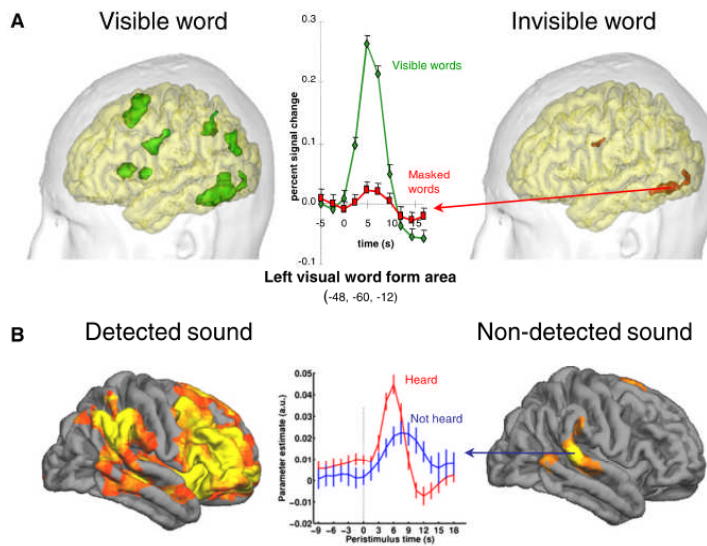 A
Visible word
Invisible word
0.3
0.2
0.1
0.0
-0.1
percent signal change
Visible words
Masked
words
-5
0
5
10
15
time (s)
Left visual word form area
(-48, -60, -12)
B
Detected sound
Non-detected sound
0.05
0.04
0.03
0.02
0.01
0
-0.01
-0.02
Parameter estimate (a.u.)
Heard
Not heard
-9 -6 -3 0 3 6 9 12 15 18
Peristimulus time (s)